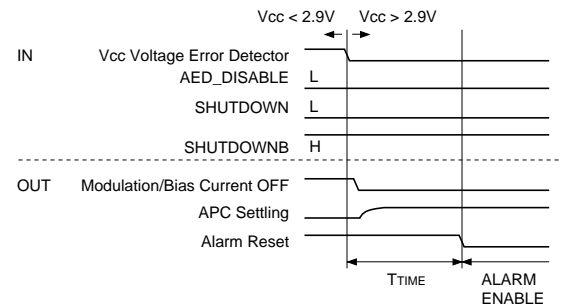 Vcc < 2.9V Vcc > 2.9V
IN Vcc Voltage Error Detector
AED_DISABLE L
SHUTDOWN L
SHUTDOWNB H
OUT Modulation/Bias Current OFF
APC Settling
Alarm Reset
TTIME ALARM
ENABLE